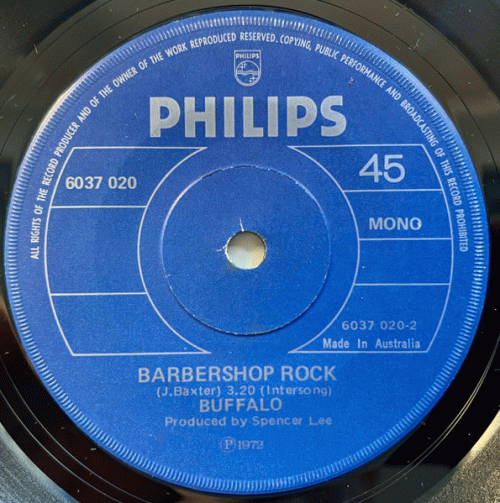 ALL RIGHTS OF THE RECORD PRODUCER AND OF THE OWNER OF THE WORK REPRODUCED RESERVED. COPYING, PUBLIC PERFORMANCE AND BROADCASTING OF THIS RECORD PROHIBITED
PHILIPS
PHILIPS
6037 020
45
MONO
6037 020-2
Made In Australia
BARBERSHOP ROCK
(J.Baxter) 3.20 (Intersong)
BUFFALO
Produced by Spencer Lee
Ⓟ 1972